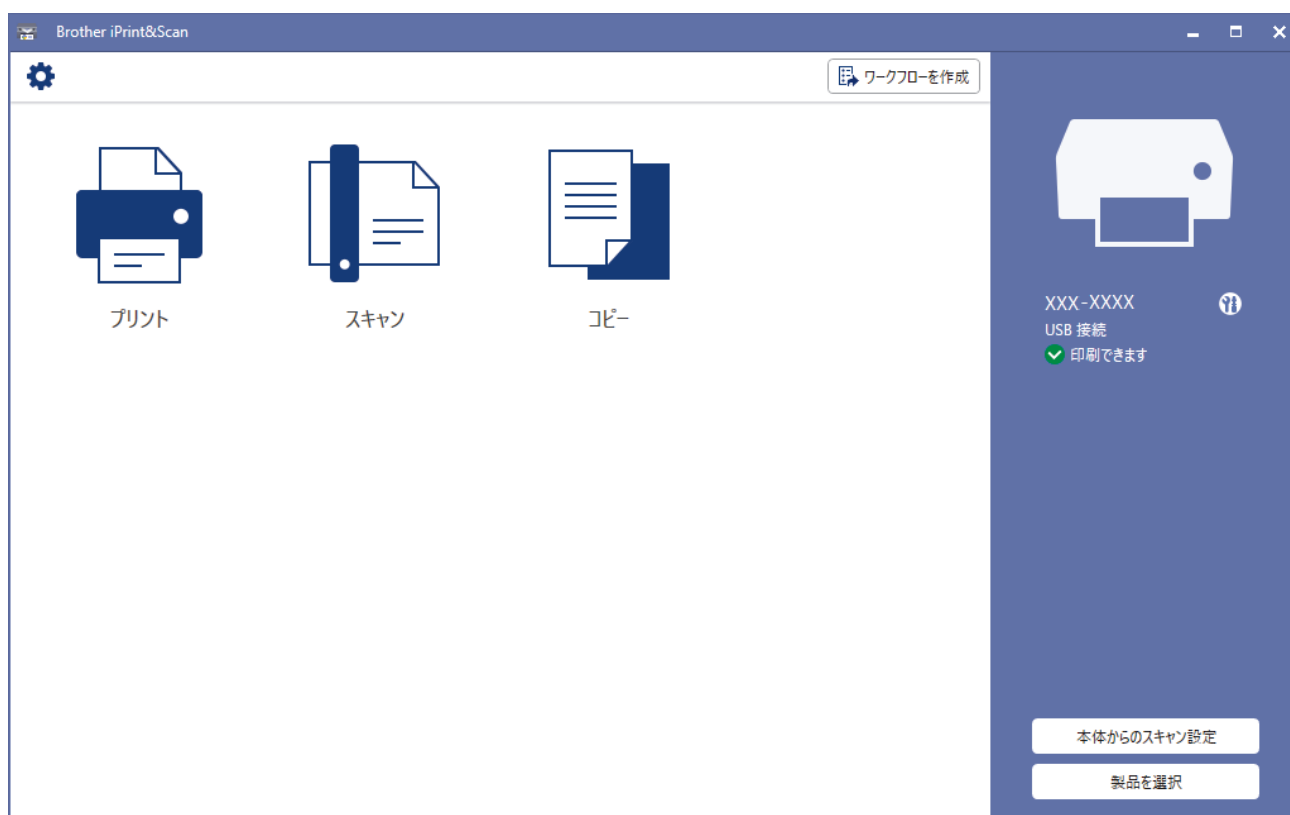 Brother iPrint&Scan
ワークフローを作成
プリント
スキャン
コピー
XXX-XXXX
USB 接続
印刷できます
本体からのスキャン設定
製品を選択